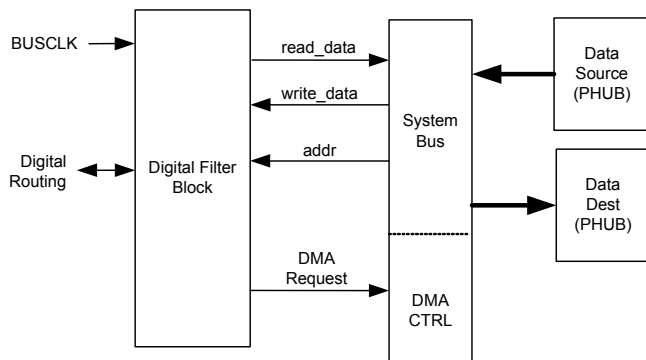 BUSCLK
Digital
Routing
Digital Filter
Block
read_data
write_data
addr
DMA
Request
System
Bus
DMA
CTRL
Data
Source
(PHUB)
Data
Dest
(PHUB)